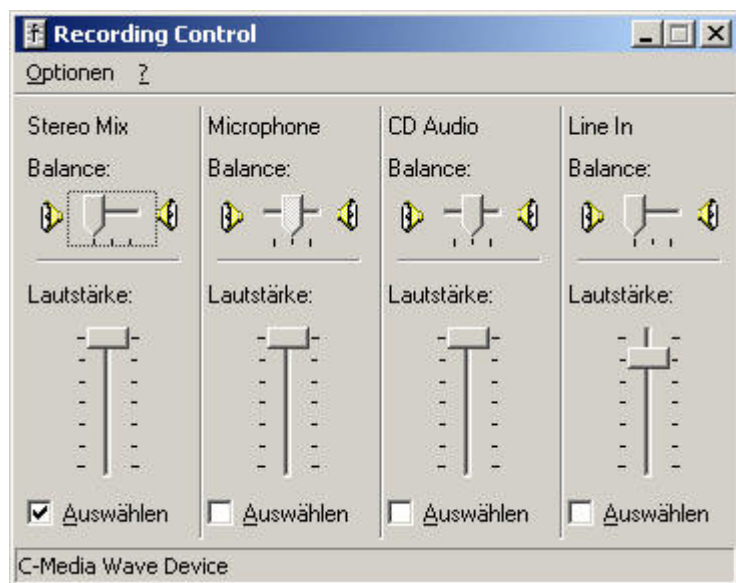 Recording Control
Optionen ?
Stereo Mix Microphone CD Audio Line In
Balance: Balance: Balance: Balance:
Lautstärke: Lautstärke: Lautstärke: Lautstärke:
Auswählen Auswählen Auswählen Auswählen
C-Media Wave Device